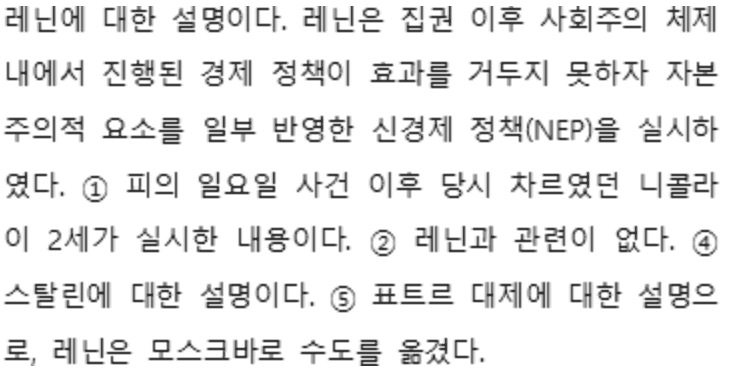 레닌에 대한 설명이다. 레닌은 집권 이후 사회주의 체제
내에서 진행된 경제 정책이 효과를 거두지 못하자 자본
주의적 요소를 일부 반영한 신경제 정책(NEP)을 실시하
였다. ① 피의 일요일 사건 이후 당시 차르였던 니콜라
이 2세가 실시한 내용이다. ② 레닌과 관련이 없다. ④
스탈린에 대한 설명이다. ⑤ 표트르 대제에 대한 설명으
로, 레닌은 모스크바로 수도를 옮겼다.